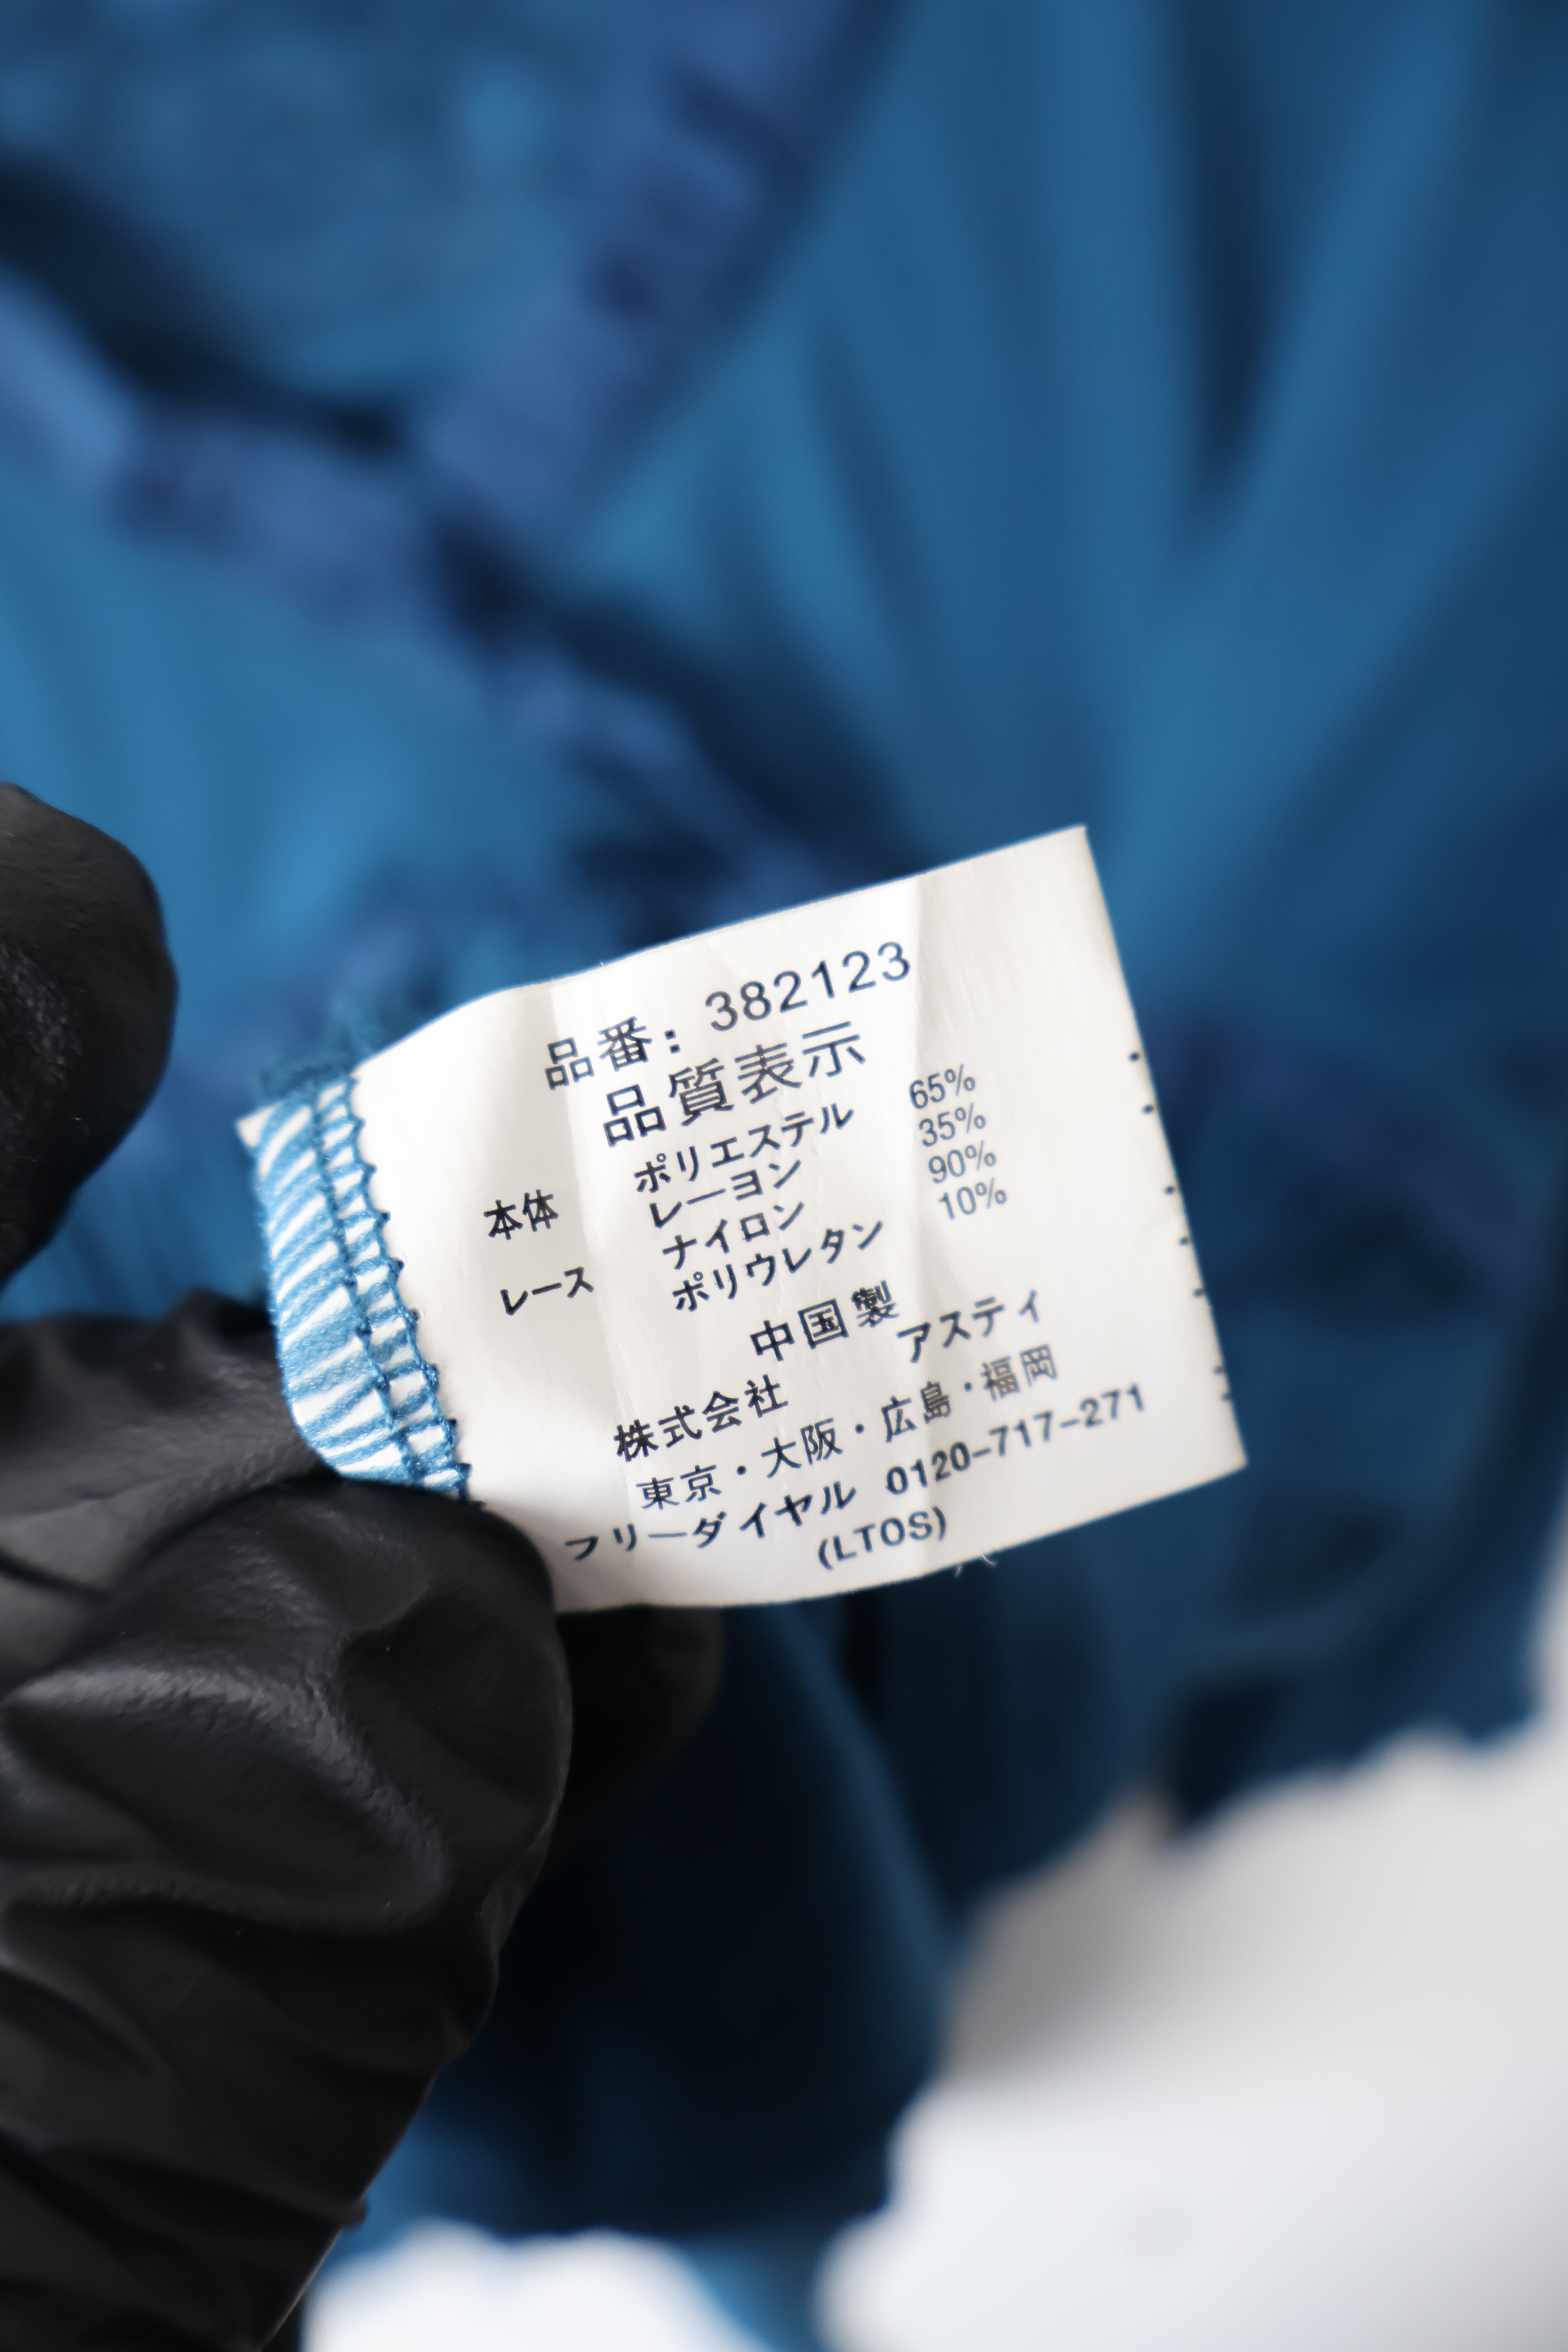 品番: 382123
品質表示
本体 ポリエステル 65%
レーヨン 35%
レース ナイロン 90%
ポリウレタン 10%
中国製
株式会社 アスティ
東京・大阪・広島・福岡
フリーダイヤル 0120-717-271
(LTOS)